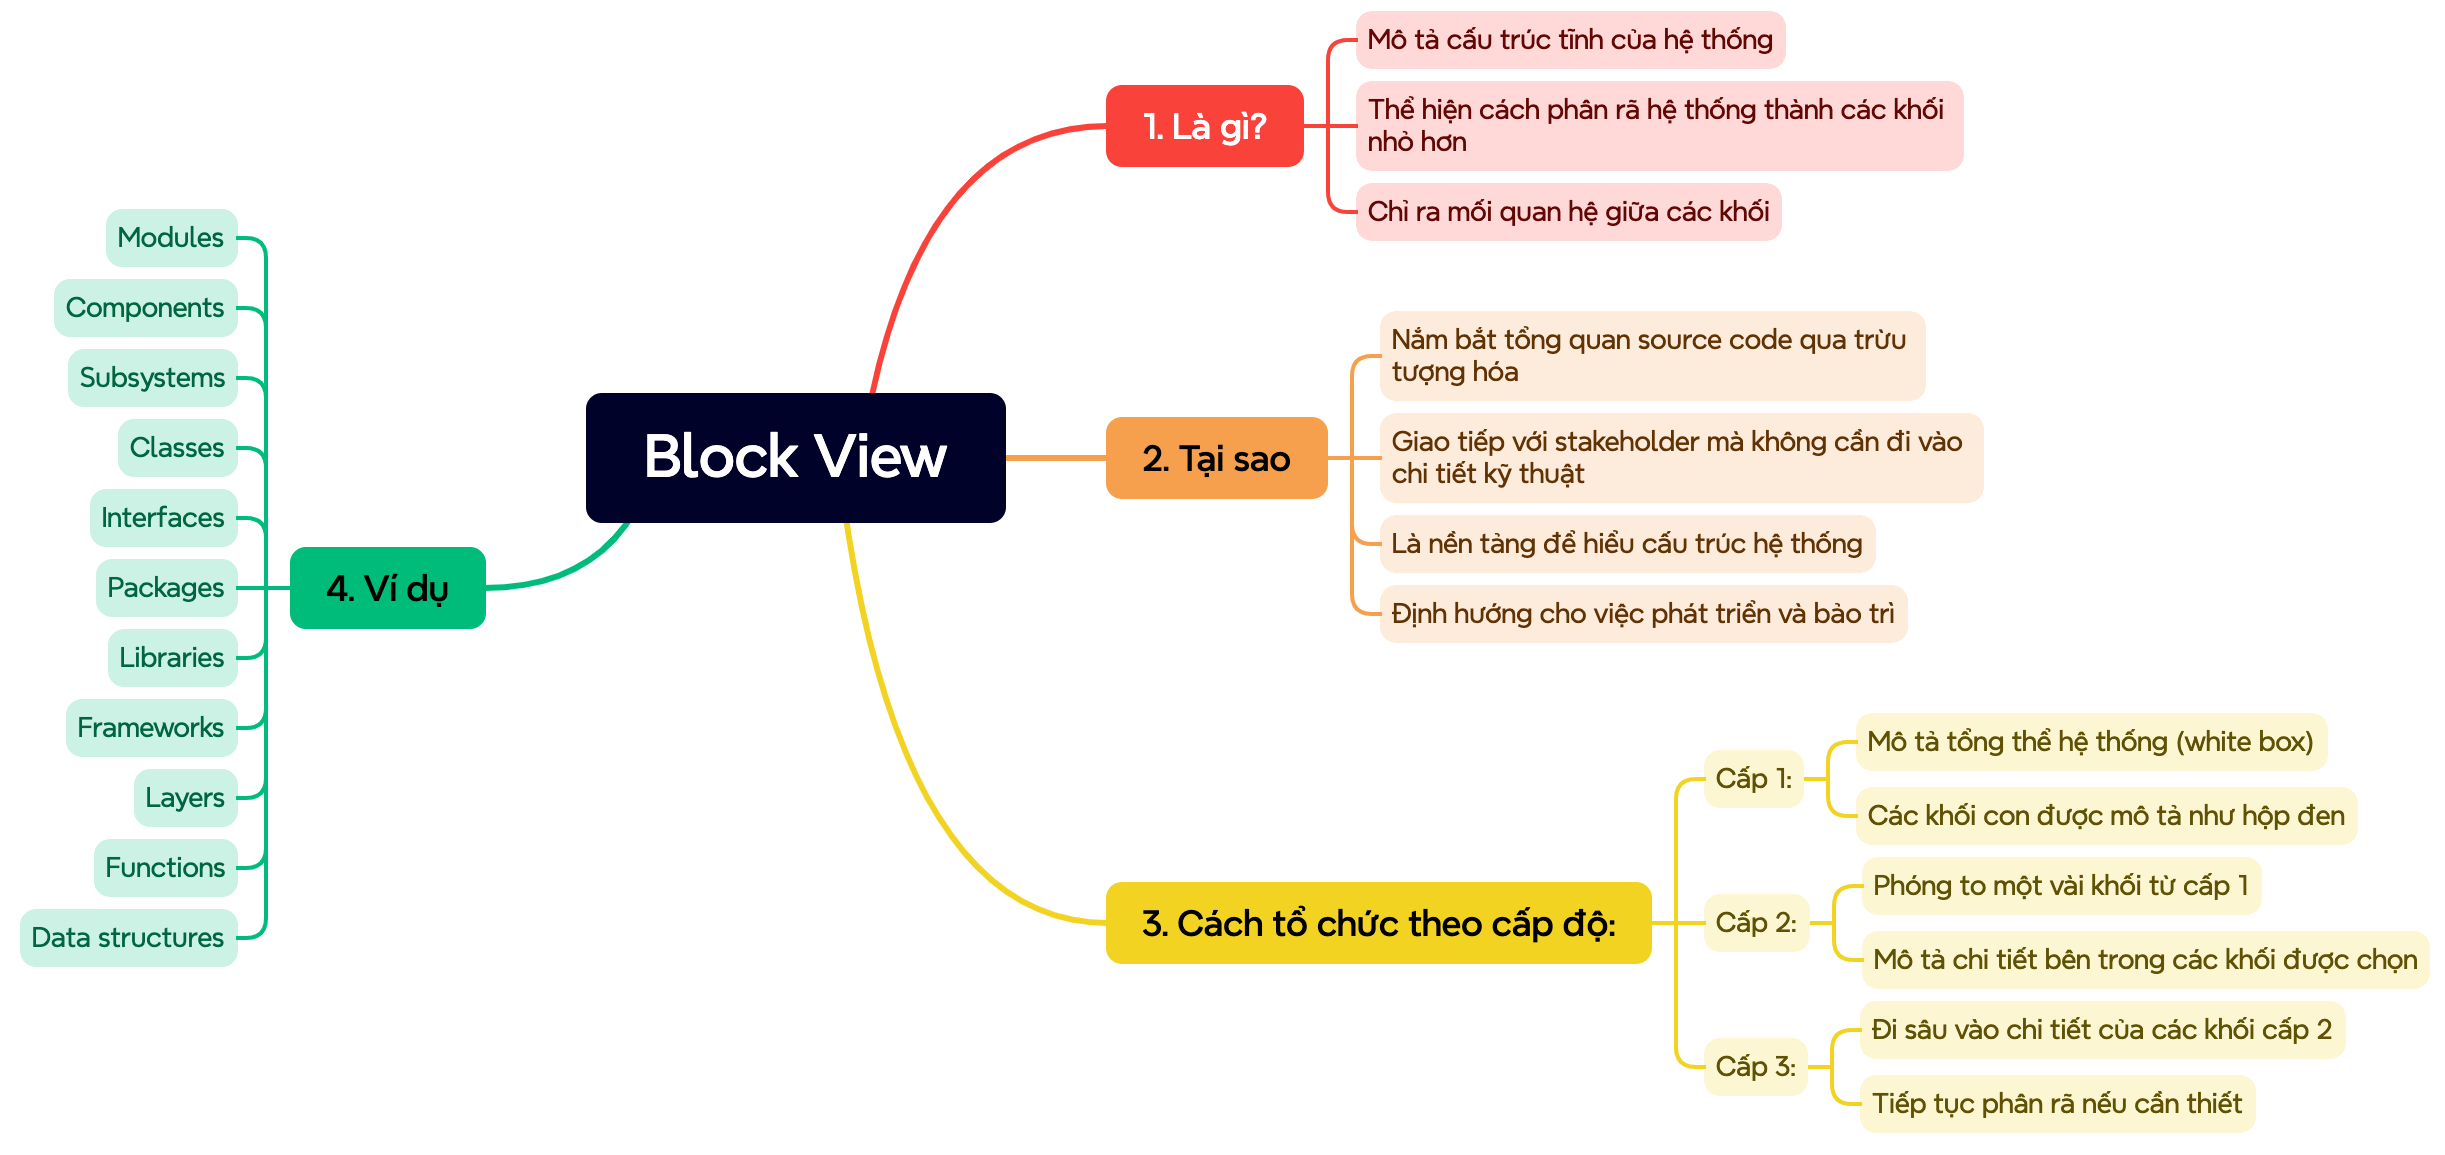 Block View
1. Là gì?
Mô tả cấu trúc tĩnh của hệ thống
Thể hiện cách phân rã hệ thống thành các khối
nhỏ hơn
Chỉ ra mối quan hệ giữa các khối
2. Tại sao
Nắm bắt tổng quan source code qua trừu
tượng hóa
Giao tiếp với stakeholder mà không cần đi vào
chi tiết kỹ thuật
Là nền tảng để hiểu cấu trúc hệ thống
Định hướng cho việc phát triển và bảo trì
3. Cách tổ chức theo cấp độ:
Cấp 1:
Mô tả tổng thể hệ thống (white box)
Các khối con được mô tả như hộp đen
Cấp 2:
Phóng to một vài khối từ cấp 1
Mô tả chi tiết bên trong các khối được chọn
Cấp 3:
Đi sâu vào chi tiết của các khối cấp 2
Tiếp tục phân rã nếu cần thiết
4. Ví dụ
Modules
Components
Subsystems
Classes
Interfaces
Packages
Libraries
Frameworks
Layers
Functions
Data structures